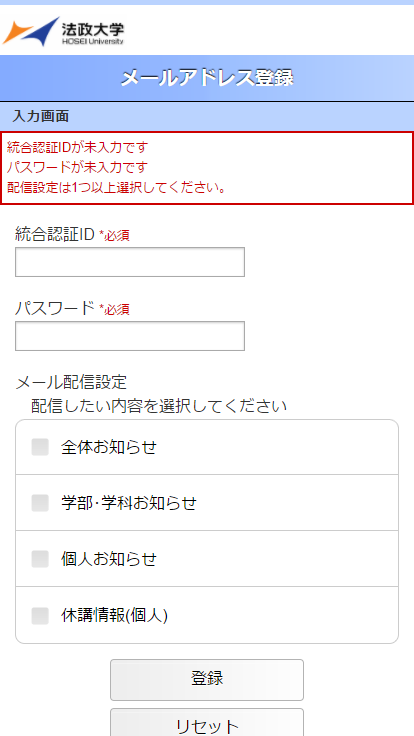 法政大学
HOSEI University
メールアドレス登録
入力画面
統合認証IDが未入力です
パスワードが未入力です
配信設定は1つ以上選択してください。
統合認証ID *必須
パスワード *必須
メール配信設定
配信したい内容を選択してください
全体お知らせ
学部･学科お知らせ
個人お知らせ
休講情報(個人)
登録
リセット